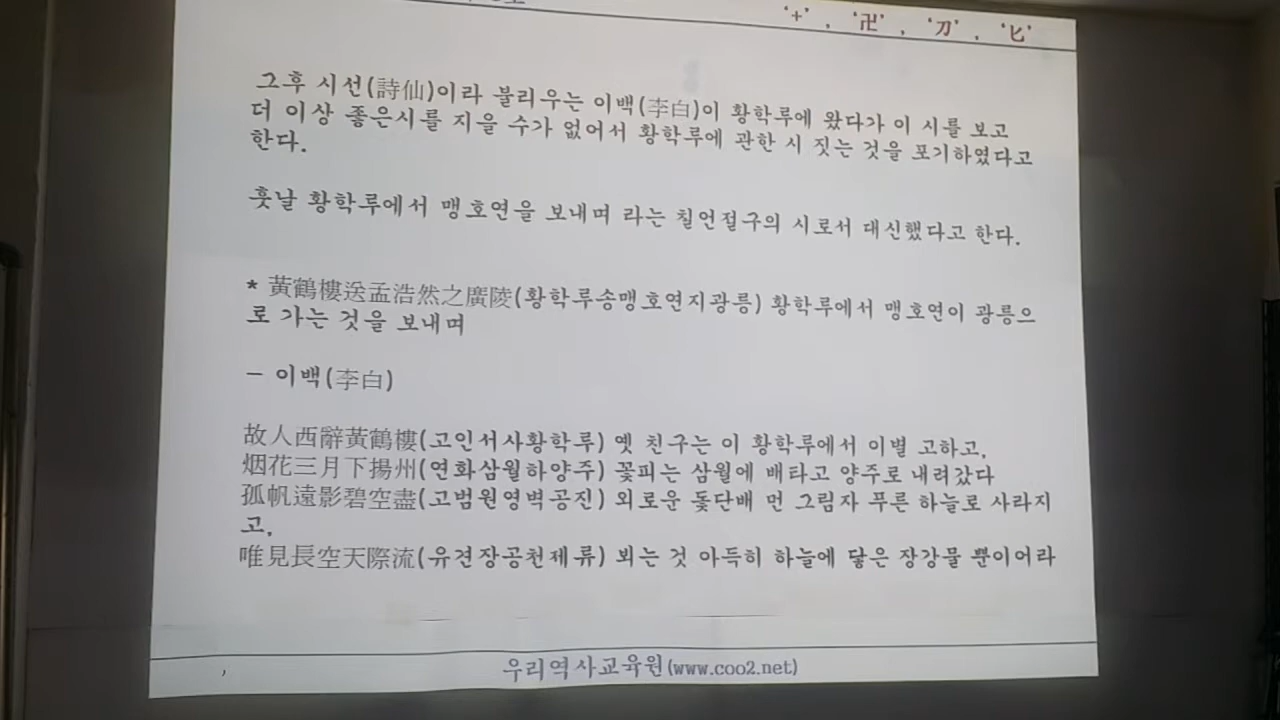 '+', '卍', '刀', '匕'
그후 시선(詩仙)이라 불리우는 이백(李白)이 황학루에 왔다가 이 시를 보고
더 이상 좋은시를 지을 수가 없어서 황학루에 관한 시 짓는 것을 포기하였다고
한다.
훗날 황학루에서 맹호연을 보내며 라는 칠언절구의 시로서 대신했다고 한다.
* 黃鶴樓送孟浩然之廣陵(황학루송맹호연지광릉) 황학루에서 맹호연이 광릉으
로 가는 것을 보내며
- 이백(李白)
故人西辭黃鶴樓(고인서사황학루) 옛 친구는 이 황학루에서 이별 고하고,
烟花三月下揚州(연화삼월하양주) 꽃피는 삼월에 배타고 양주로 내려갔다
孤帆遠影碧空盡(고범원영벽공진) 외로운 돛단배 먼 그림자 푸른 하늘로 사라지
고,
唯見長空天際流(유견장공천제류) 뵈는 것 아득히 하늘에 닿은 장강물 뿐이어라
우리역사교육원(www.coo2.net)